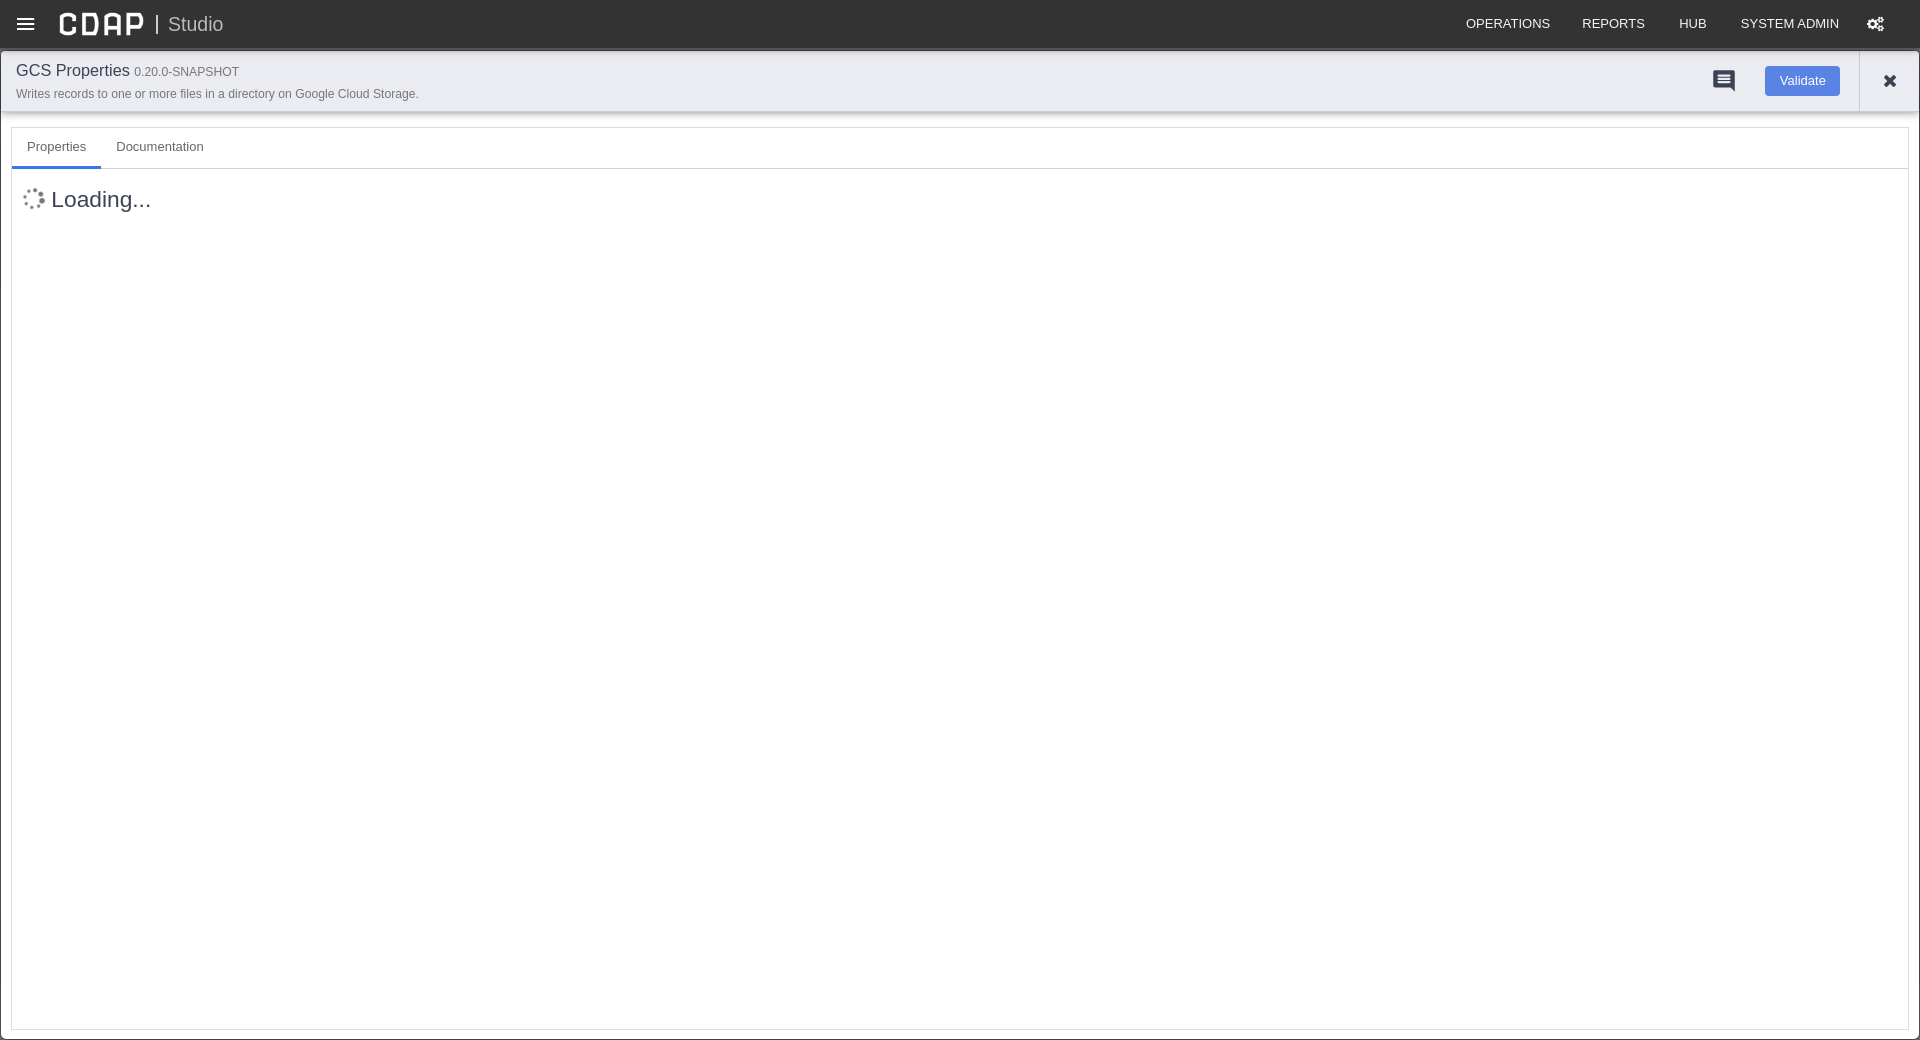 CDAP | Studio OPERATIONS REPORTS HUB SYSTEM ADMIN
GCS Properties 0.20.0-SNAPSHOT
Writes records to one or more files in a directory on Google Cloud Storage.
Validate
Properties Documentation
Loading...